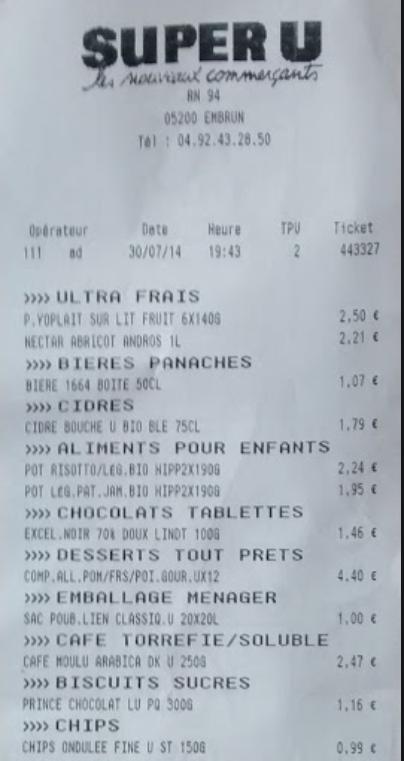 SUPER U
les nouveaux commerçants
RN 94
05200 EMBRUN
Tél : 04.92.43.28.50
Opérateur Date Heure TPU Ticket
111 ad 30/07/14 19:43 2 443327
»»» ULTRA FRAIS
P.YOPLAIT SUR LIT FRUIT 6X140G 2,50 €
NECTAR ABRICOT ANDROS 1L 2,21 €
»»» BIERES PANACHES
BIERE 1664 BOITE 50CL 1,07 €
»»» CIDRES
CIDRE BOUCHE U BIO BLE 75CL 1,79 €
»»» ALIMENTS POUR ENFANTS
POT RISOTTO/LEG.BIO HIPP2X190G 2,24 €
POT LEG.PAT.JAM.BIO HIPP2X190G 1,95 €
»»» CHOCOLATS TABLETTES
EXCEL.NOIR 70% DOUX LINDT 100G 1,46 €
»»» DESSERTS TOUT PRETS
COMP.ALL.POM/FRS/POI.GOUR.UX12 4,40 €
»»» EMBALLAGE MENAGER
SAC POUB.LIEN CLASSIQ.U 20X20L 1,00 €
»»» CAFE TORREFIE/SOLUBLE
CAFE MOULU ARABICA DK U 250G 2,47 €
»»» BISCUITS SUCRES
PRINCE CHOCOLAT LU PQ 300G 1,16 €
»»» CHIPS
CHIPS ONDULEE FINE U ST 150G 0,99 €